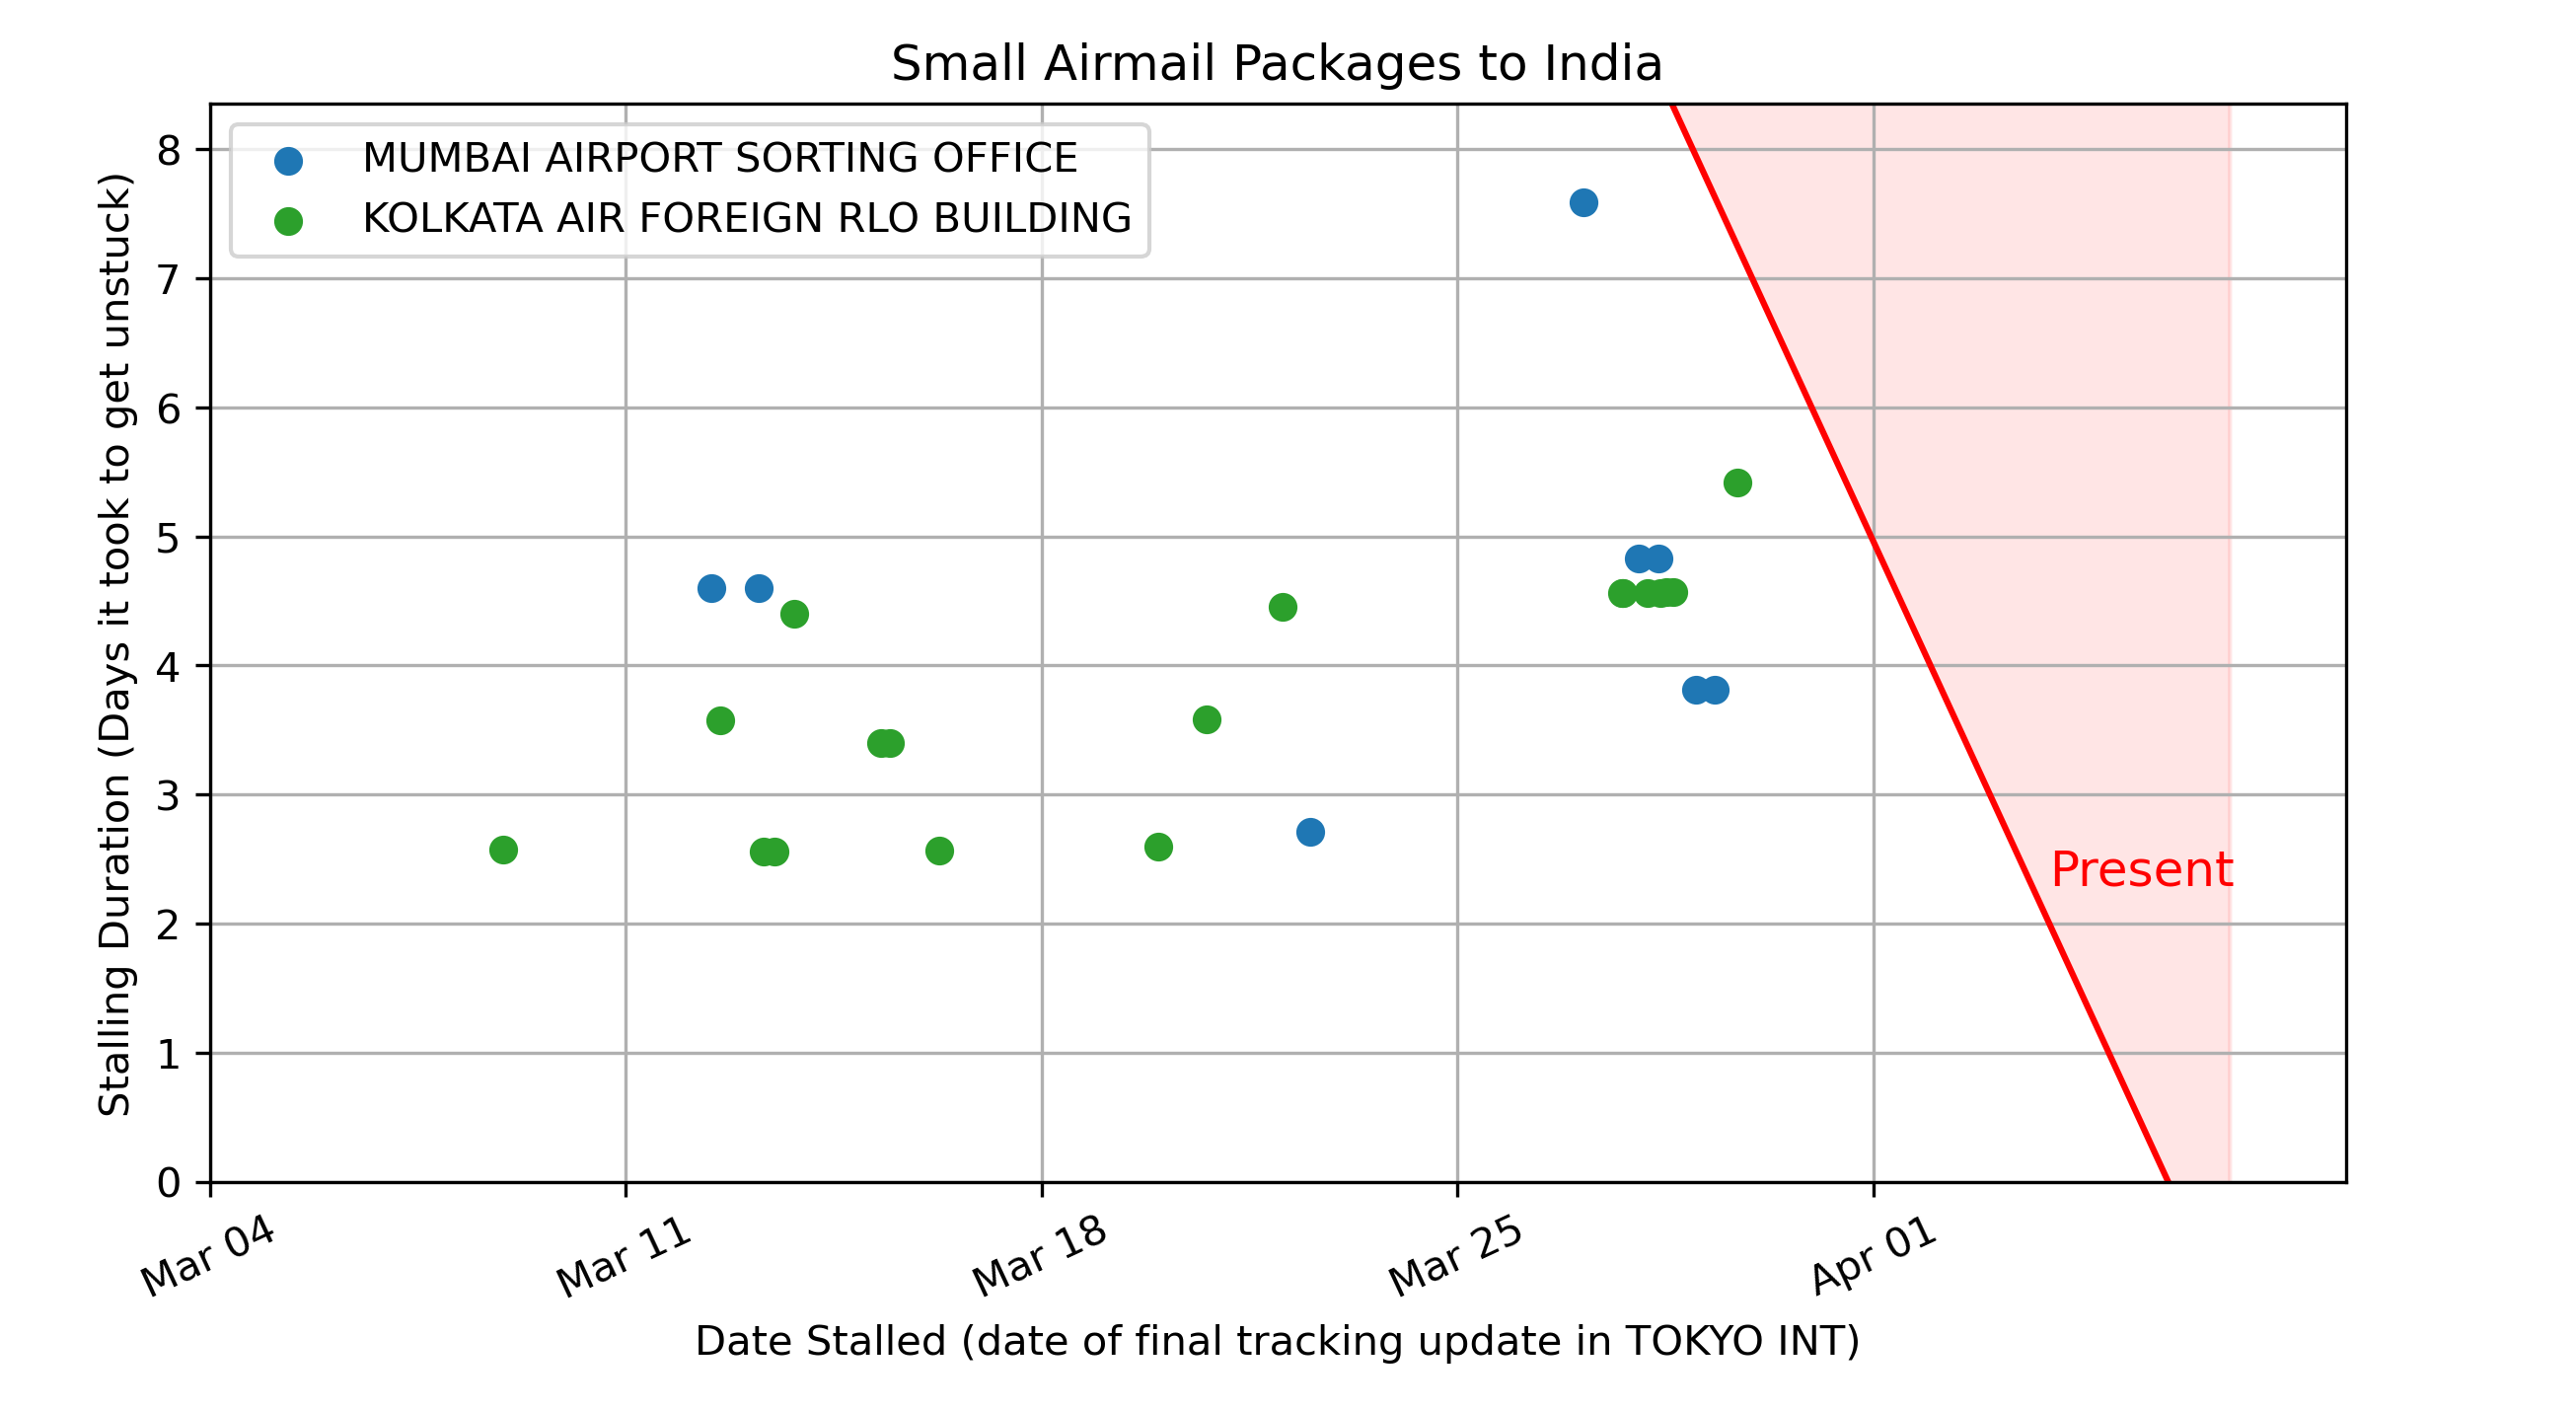 Small Airmail Packages to India
MUMBAI AIRPORT SORTING OFFICE
KOLKATA AIR FOREIGN RLO BUILDING
Stalling Duration (Days it took to get unstuck)
8
7
6
5
4
3
2
1
0
Present
Mar 04
Mar 11
Mar 18
Mar 25
Apr 01
Date Stalled (date of final tracking update in TOKYO INT)